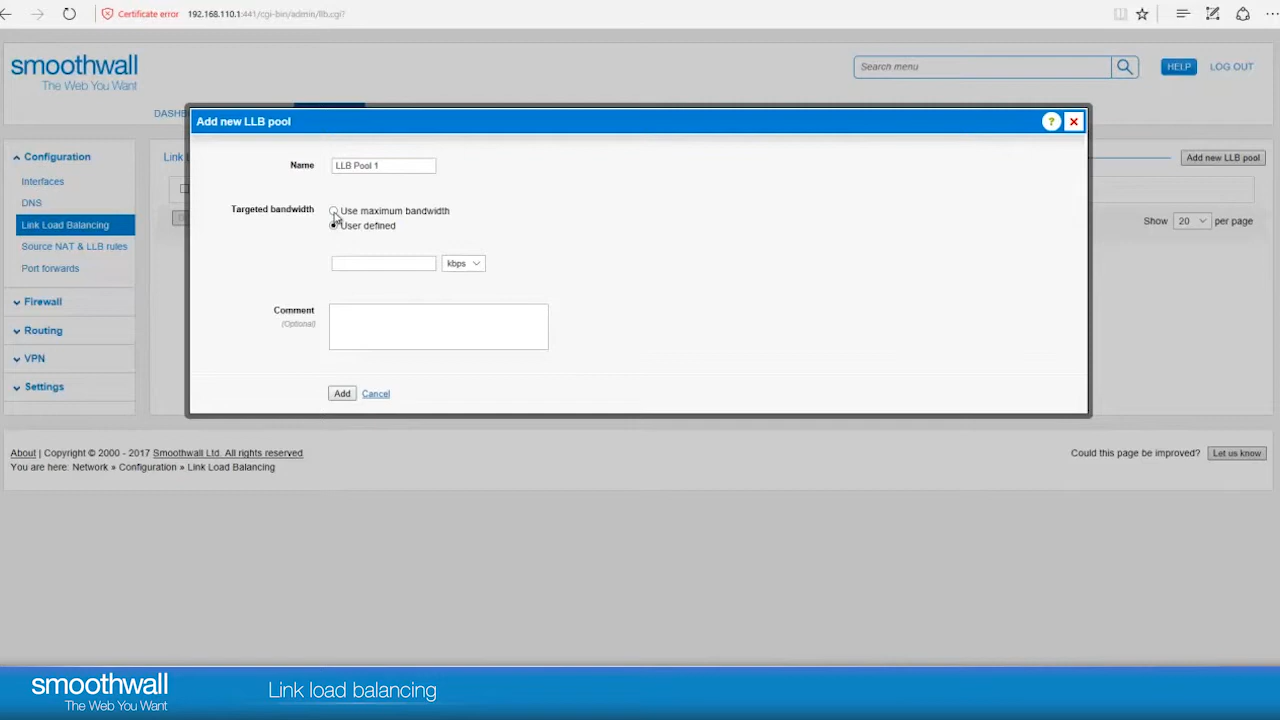 Certificate error 192.168.110.1:441/cgi-bin/admin/llb.cgi?
smoothwall
The Web You Want
Search menu
HELP
LOG OUT
DASHB
Add new LLB pool
?
Configuration
Interfaces
DNS
Link Load Balancing
Source NAT & LLB rules
Port forwards
Firewall
Routing
VPN
Settings
Link L
Name
LLB Pool 1
Targeted bandwidth
Use maximum bandwidth
User defined
kbps
Comment
(Optional)
Add Cancel
Add new LLB pool
Show 20 per page
About | Copyright © 2000 - 2017 Smoothwall Ltd. All rights reserved.
You are here: Network » Configuration » Link Load Balancing
Could this page be improved? Let us know
smoothwall
The Web You Want
Link load balancing